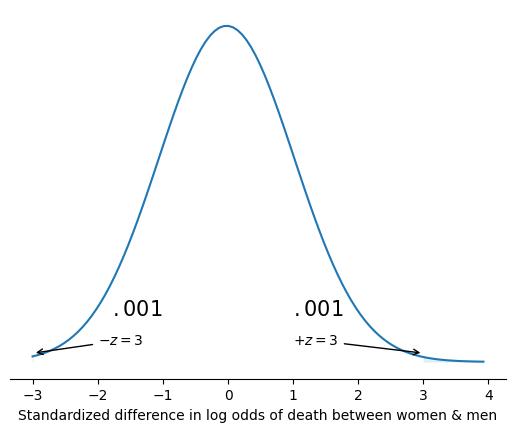 .001 .001
−z = 3 +z = 3
−3 −2 −1 0 1 2 3 4
Standardized difference in log odds of death between women & men